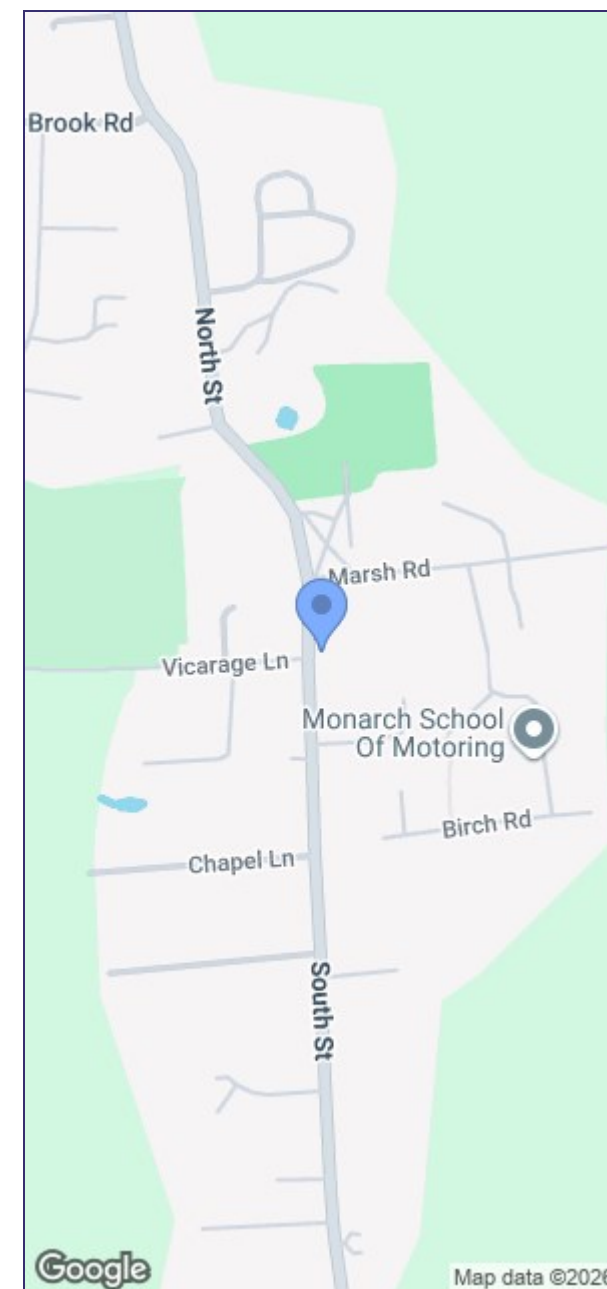 Brook Rd
North St
Marsh Rd
Vicarage Ln
Monarch School
Of Motoring
Birch Rd
Chapel Ln
South St
Google
Map data ©2026